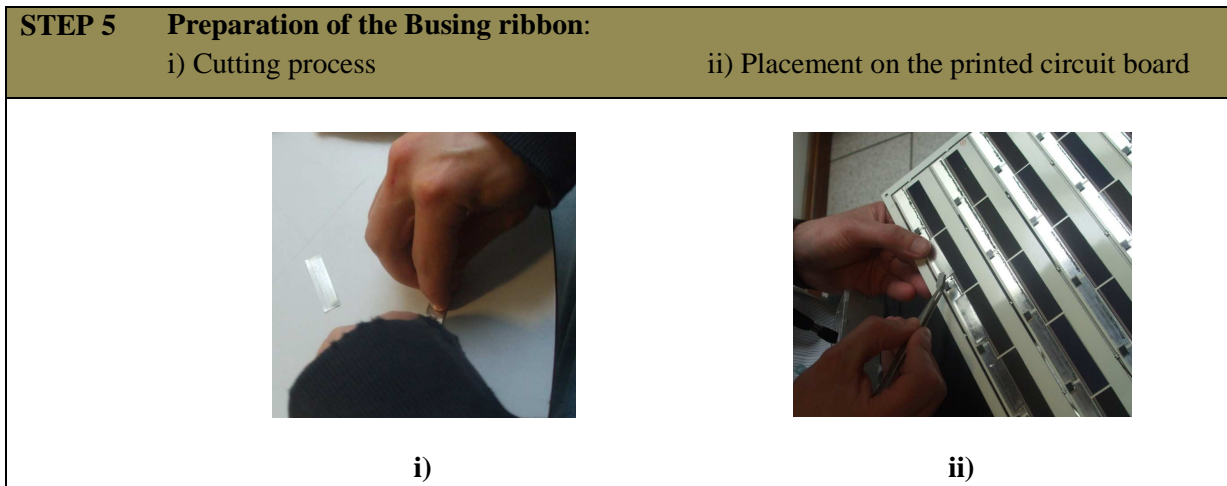 STEP 5 Preparation of the Busing ribbon:
i) Cutting process ii) Placement on the printed circuit board
i) ii)